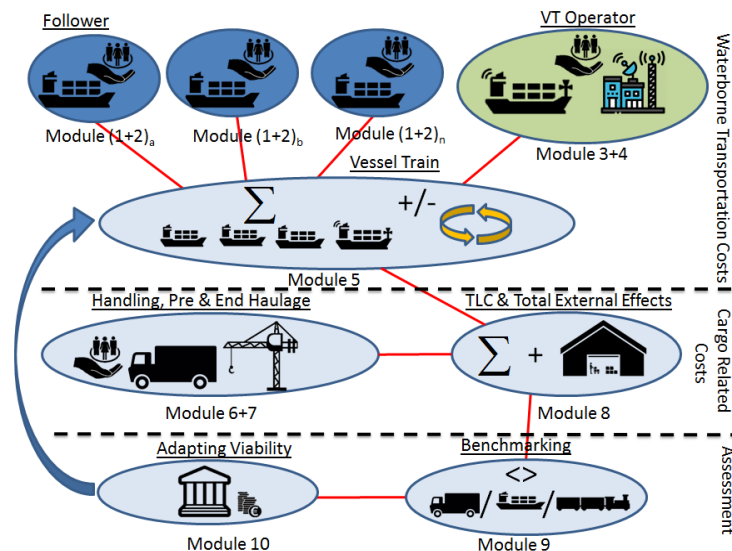 Follower
VT Operator
Module (1+2)a
Module (1+2)b
Module (1+2)n
Module 3+4
Vessel Train
Σ
+/-
Module 5
Waterborne Transportation Costs
Handling, Pre & End Haulage
TLC & Total External Effects
Σ +
Module 6+7
Module 8
Cargo Related
Costs
Adapting Viability
Benchmarking
<>
/ /
Module 10
Module 9
Assessment